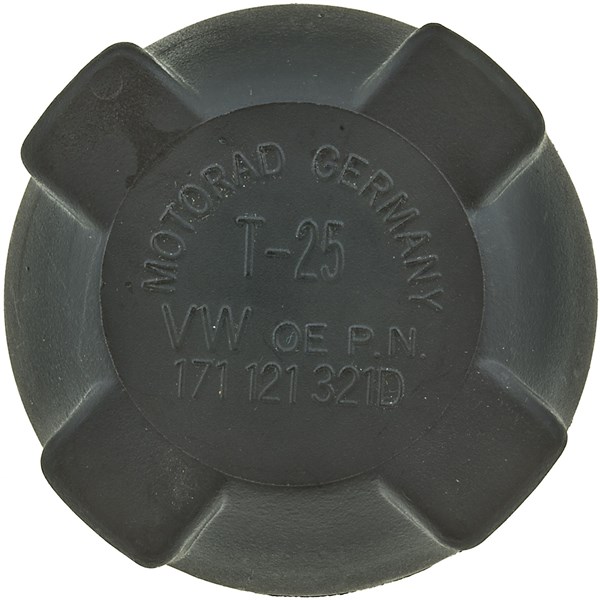 MOTORAD GERMANY
T-25
VW OE P.N.
171 121 321D